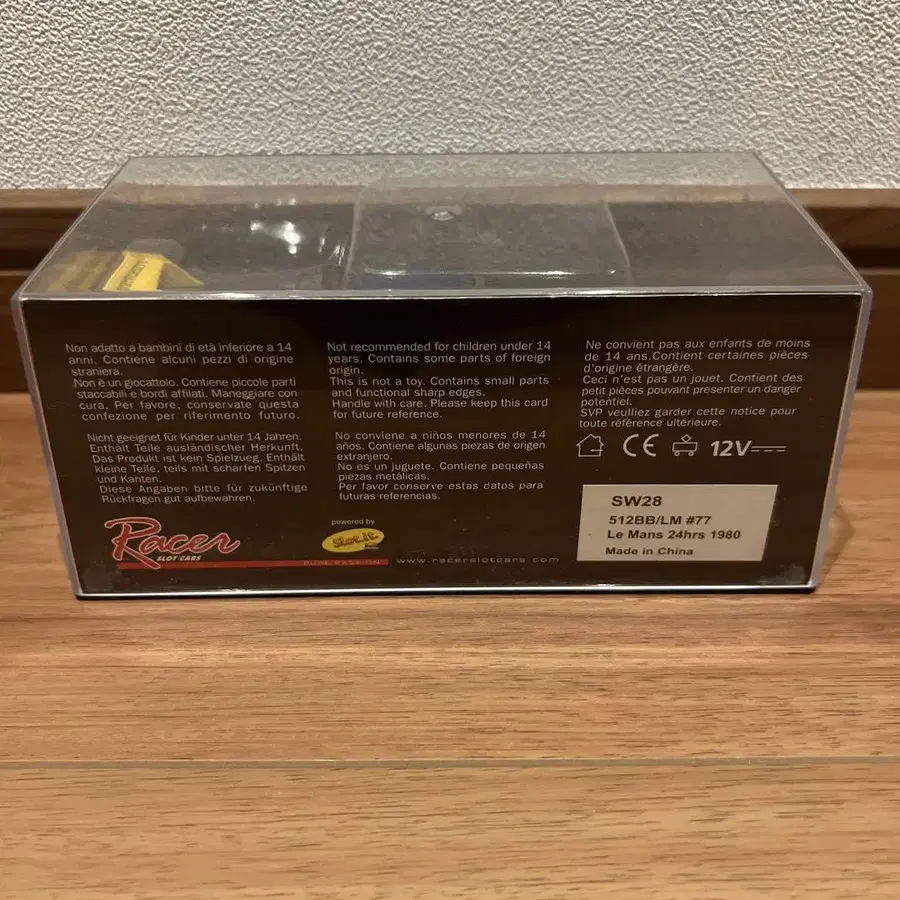 Non adatto a bambini di età inferiore a 14
anni. Contiene alcuni pezzi di origine
straniera.
Non è un giocattolo. Contiene piccole parti
staccabili e bordi affilati. Maneggiare con
cura. Per favore, conservate questa
confezione per riferimento futuro.
Nicht geeignet für Kinder unter 14 Jahren.
Enthält Teile ausländischer Herkunft.
Das Produkt ist kein Spielzeug. Enthält
kleine Teile, teils mit scharfen Spitzen
und Kanten.
Diese Angaben bitte für zukünftige
Rückfragen gut aufbewahren.
Not recommended for children under 14
years. Contains some parts of foreign
origin.
This is not a toy. Contains small parts
and functional sharp edges.
Handle with care. Please keep this card
for future reference.
No conviene a niños menores de 14
años. Contiene algunas piezas de origen
extranjero.
No es un juguete. Contiene pequeñas
piezas metálicas.
Por favor conserve estas datos para
futuras referencias.
Ne convient pas aux enfants de moins
de 14 ans.Contient certaines pièces
d'origine étrangère.
Ceci n'est pas un jouet. Contient des
petit pièces pouvant presenter un danger
potentiel.
SVP veulliez garder cette notice pour
toute référence ultérieure.
CE 12V
SW28
512BB/LM #77
Le Mans 24hrs 1980
Made in China
Racer
SLOT CARS
powered by
Slot.it
PURE PASSION
www.racerslotcars.com